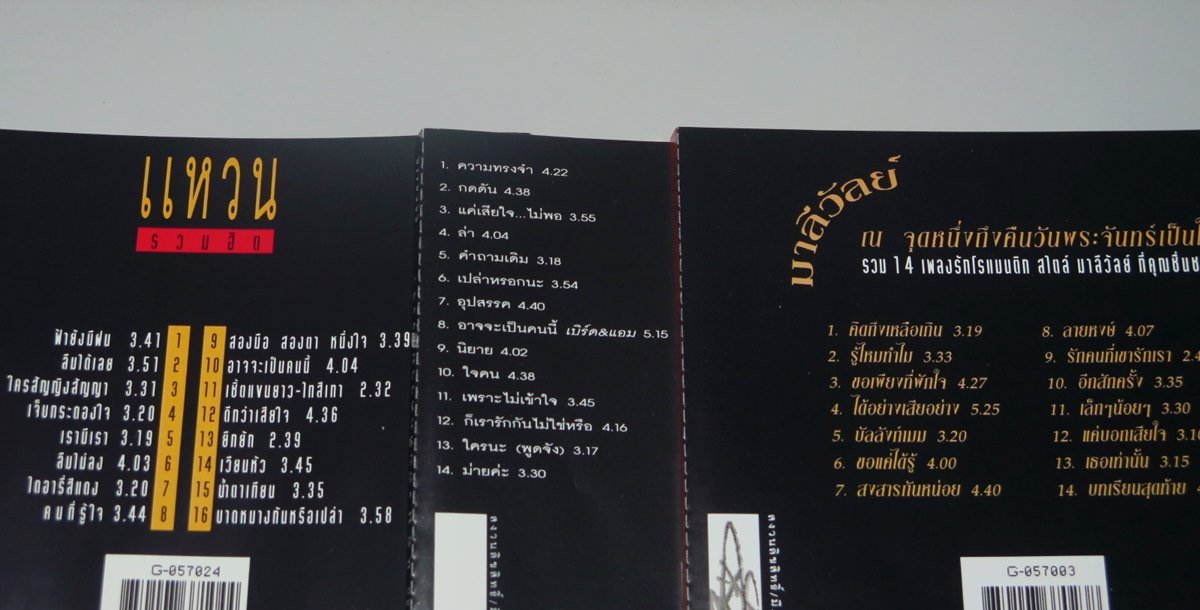 แหวน
รวมฮิต
ฟ้ายังมีฝน 3.41 1
ลืมได้เลย 3.51 2
ใครสัญญิงสัญญา 3.31 3
เจ็บกระดองใจ 3.20 4
เรามีเรา 3.19 5
ลืมไม่ลง 4.03 6
ไดอารี่สีแดง 3.20 7
คนที่รู้ใจ 3.44 8
9 สองมือ สองตา หนึ่งใจ 3.39
10 อาจจะเป็นคนนี้ 4.04
11 เชิ้ตแขนยาว-ไทสีเทา 2.32
12 ดีกว่าเสียใจ 4.36
13 ยึกยัก 2.39
14 เวียนหัว 3.45
15 น้ำตาเทียน 3.35
16 บาดหมางกันหรือเปล่า 3.58
G-057024
1. ความทรงจำ 4.22
2. กดดัน 4.38
3. แค่เสียใจ...ไม่พอ 3.55
4. ล่า 4.04
5. คำถามเดิม 3.18
6. เปล่าหรอกนะ 3.54
7. อุปสรรค 4.40
8. อาจจะเป็นคนนี้ เบิร์ด&แอม 5.15
9. นิยาย 4.02
10. ใจคน 4.38
11. เพราะไม่เข้าใจ 3.45
12. ก็เรารักกันไม่ใช่หรือ 4.16
13. ใครนะ (พูดจัง) 3.17
14. ม่ายค่ะ 3.30
สงวนลิขสิทธิ์/มี
มาลีวัลย์
ณ จุดหนึ่งถึงคืนวันพระจันทร์เป็นใ
รวม 14 เพลงรักโรแมนติก สไตล์ มาลีวัลย์ ที่คุณชื่นช
1. คิดถึงเหลือเกิน 3.19
2. รู้ไหมทำไม 3.33
3. ขอเพียงที่พักใจ 4.27
4. ได้อย่างเสียอย่าง 5.25
5. บัลลังก์เมฆ 3.20
6. ขอแค่ได้รู้ 4.00
7. สงสารกันหน่อย 4.40
8. ลายหงษ์ 4.07
9. รักคนที่เขารักเรา 2.4
10. อีกสักครั้ง 3.35
11. เล็กๆน้อยๆ 3.30
12. แค่บอกเสียใจ 3.10
13. เธอเท่านั้น 3.15
14. บทเรียนสุดท้าย
สงวนลิขสิทธิ์/มี
G-057003